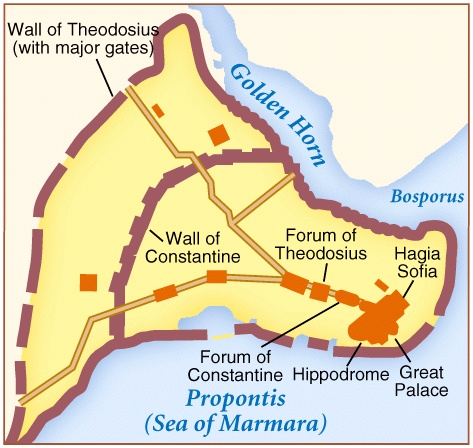 Wall of Theodosius
(with major gates)
Golden Horn
Bosporus
Wall of
Constantine
Forum of
Theodosius
Hagia
Sofia
Forum of
Constantine
Hippodrome
Great
Palace
Propontis
(Sea of Marmara)